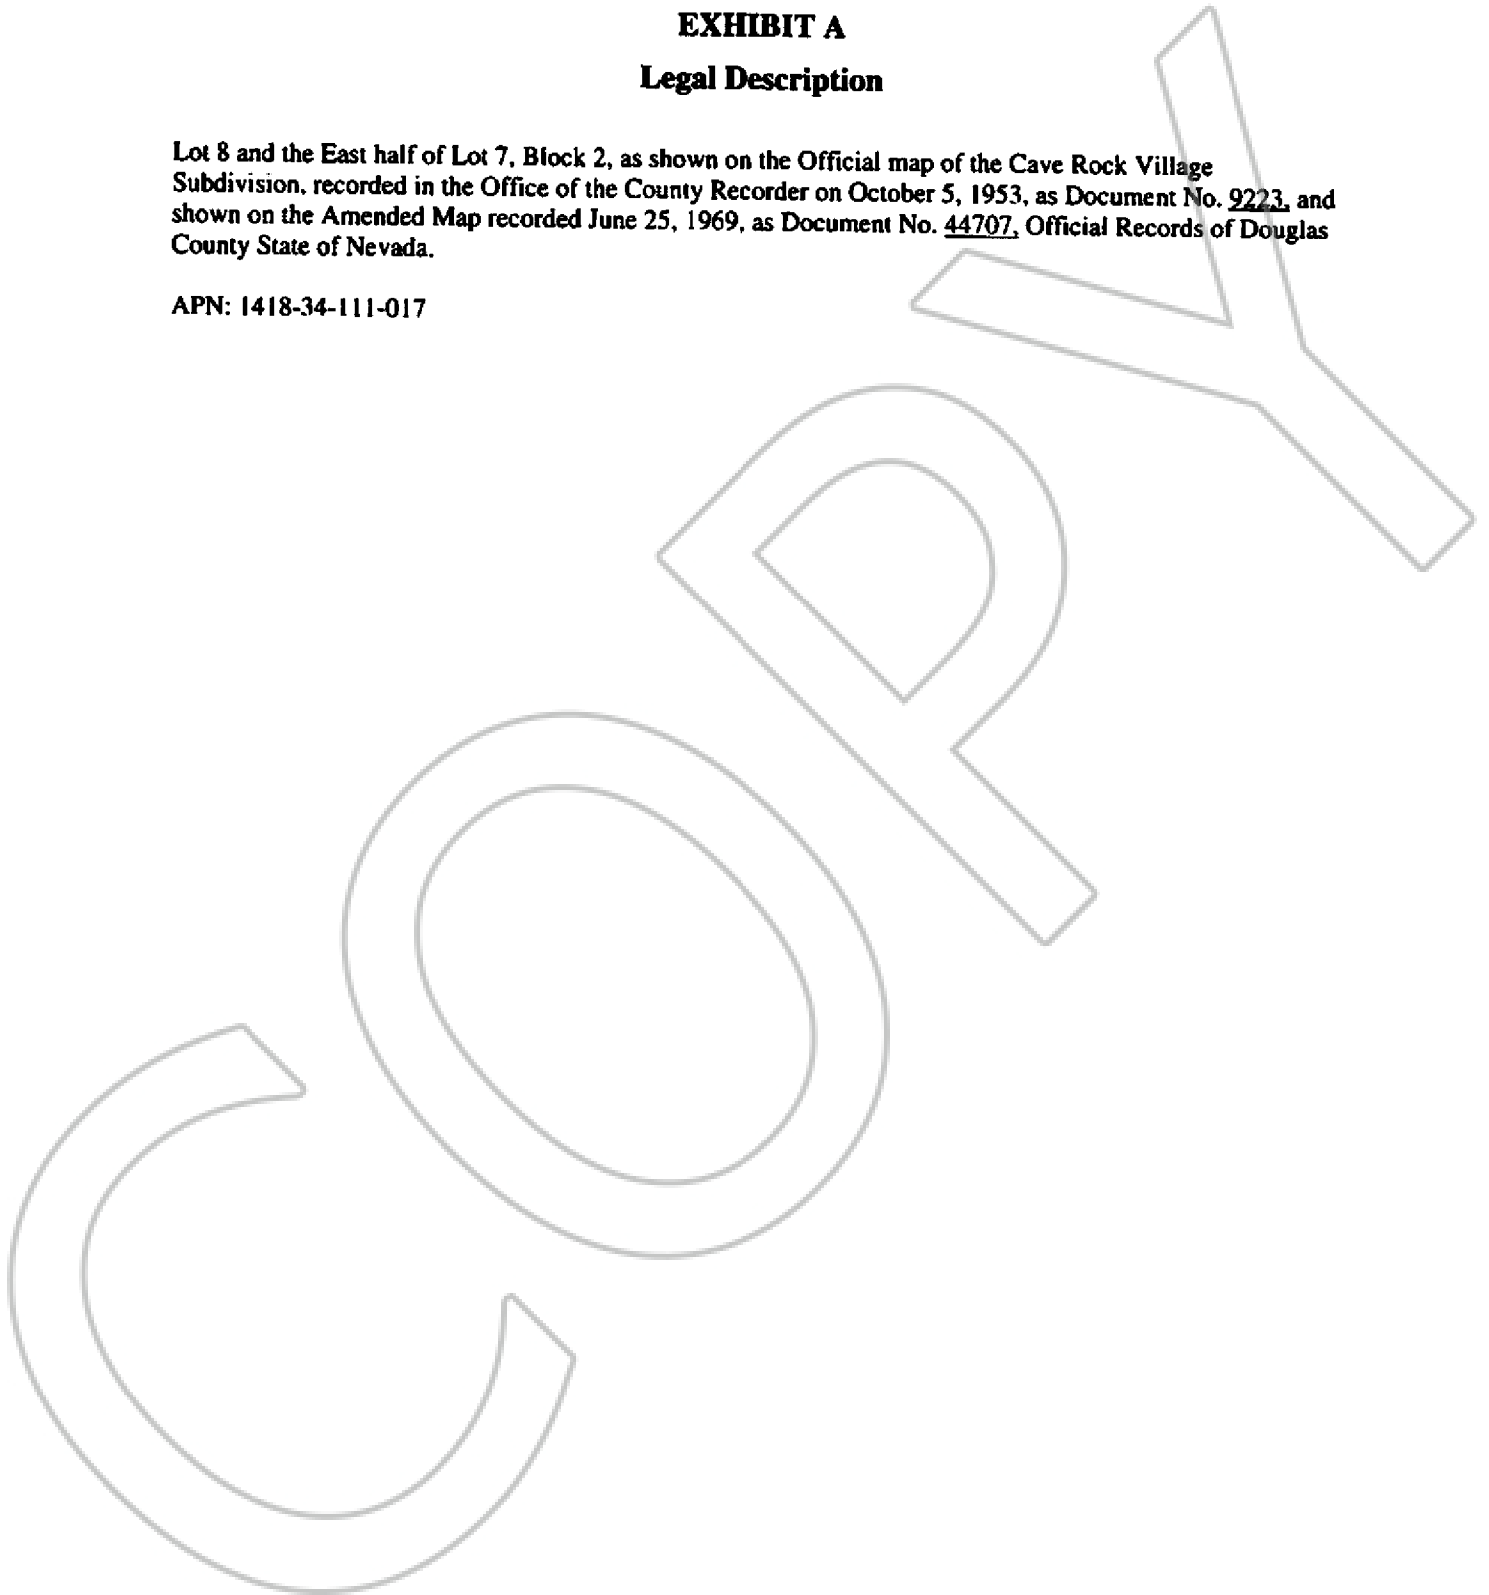 EXHIBIT A
Legal Description
Lot 8 and the East half of Lot 7, Block 2, as shown on the Official map of the Cave Rock Village
Subdivision, recorded in the Office of the County Recorder on October 5, 1953, as Document No. 9223, and
shown on the Amended Map recorded June 25, 1969, as Document No. 44707, Official Records of Douglas
County State of Nevada.
APN: 1418-34-111-017
COPY